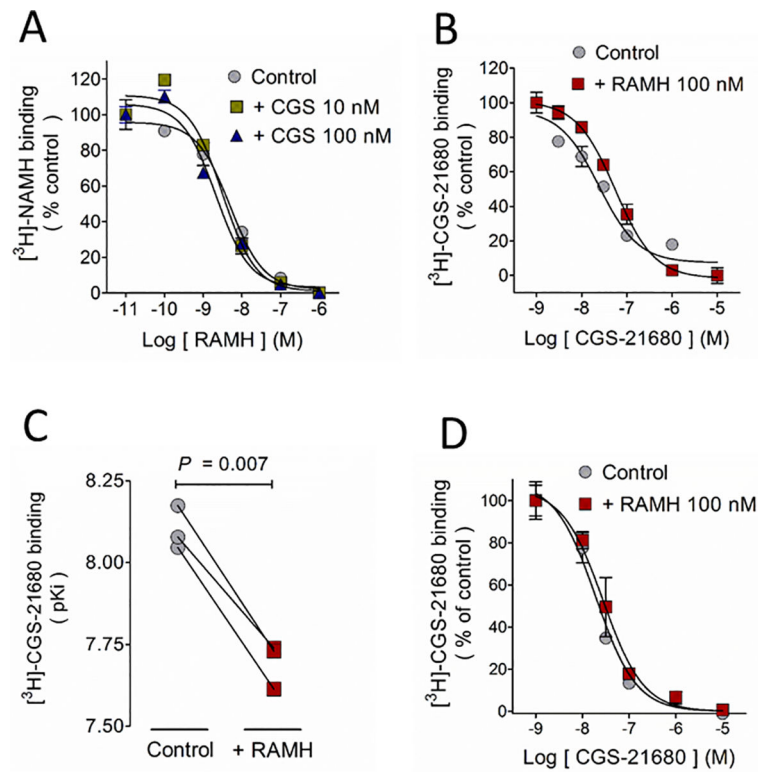 A
[³H]-NAMH binding
( % control )
120
100
80
60
40
20
0
Control
+ CGS 10 nM
+ CGS 100 nM
-11 -10 -9 -8 -7 -6
Log [ RAMH ] (M)
B
[³H]-CGS-21680 binding
( % control )
120
100
80
60
40
20
0
Control
+ RAMH 100 nM
-9 -8 -7 -6 -5
Log [ CGS-21680 ] (M)
C
[³H]-CGS-21680 binding
( pKi )
8.25
8.00
7.75
7.50
P = 0.007
Control + RAMH
D
[³H]-CGS-21680 binding
( % of control )
100
80
60
40
20
0
Control
+ RAMH 100 nM
-9 -8 -7 -6 -5
Log [ CGS-21680 ] (M)